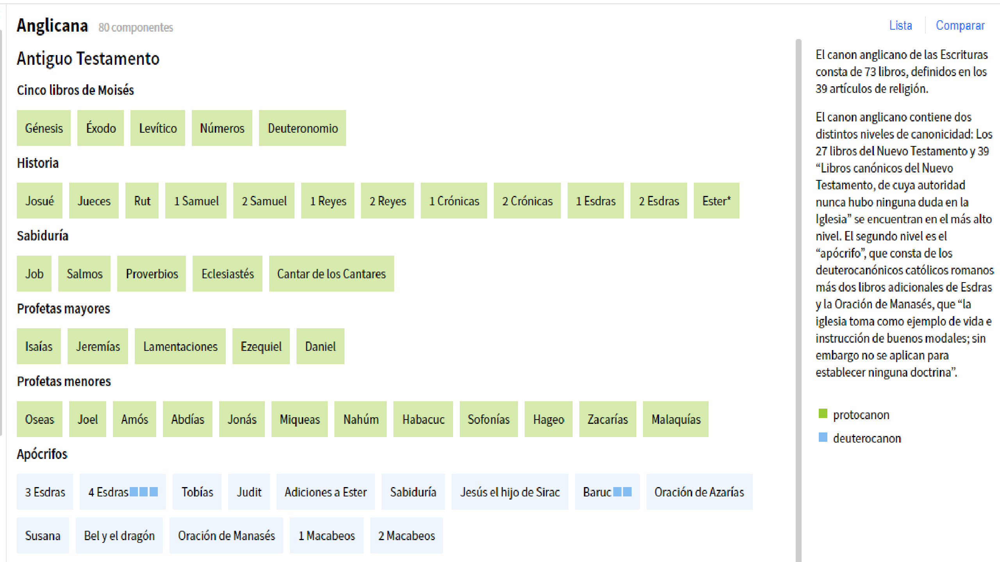 Anglicana 80 componentes
Lista Comparar
Antiguo Testamento
Cinco libros de Moisés
Génesis Éxodo Levítico Números Deuteronomio
Historia
Josué Jueces Rut 1 Samuel 2 Samuel 1 Reyes 2 Reyes 1 Crónicas 2 Crónicas 1 Esdras 2 Esdras Ester*
Sabiduría
Job Salmos Proverbios Eclesiastés Cantar de los Cantares
Profetas mayores
Isaías Jeremías Lamentaciones Ezequiel Daniel
Profetas menores
Oseas Joel Amós Abdías Jonás Miqueas Nahúm Habacuc Sofonías Hageo Zacarías Malaquías
Apócrifos
3 Esdras 4 Esdras Tobías Judit Adiciones a Ester Sabiduría Jesús el hijo de Sirac Baruc Oración de Azarías
Susana Bel y el dragón Oración de Manasés 1 Macabeos 2 Macabeos
El canon anglicano de las Escrituras
consta de 73 libros, definidos en los
39 artículos de religión.
El canon anglicano contiene dos
distintos niveles de canonicidad: Los
27 libros del Nuevo Testamento y 39
“Libros canónicos del Nuevo
Testamento, de cuya autoridad
nunca hubo ninguna duda en la
Iglesia” se encuentran en el más alto
nivel. El segundo nivel es el
“apócrifo”, que consta de los
deuterocanónicos católicos romanos
más dos libros adicionales de Esdras
y la Oración de Manasés, que “la
iglesia toma como ejemplo de vida e
instrucción de buenos modales; sin
embargo no se aplican para
establecer ninguna doctrina”.
protocanon
deuterocanon